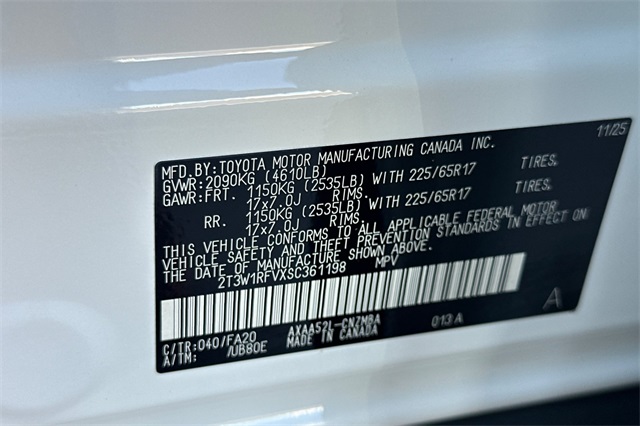 11/25
MFD. BY: TOYOTA MOTOR MANUFACTURING CANADA INC.
GVWR: 2090KG (4610LB)
GAWR: FRT. 1150KG (2535LB) WITH 225/65R17 TIRES.
17x7.0J RIMS.
RR. 1150KG (2535LB) WITH 225/65R17 TIRES.
17x7.0J RIMS.
THIS VEHICLE CONFORMS TO ALL APPLICABLE FEDERAL MOTOR
VEHICLE SAFETY AND THEFT PREVENTION STANDARDS IN EFFECT ON
THE DATE OF MANUFACTURE SHOWN ABOVE.
2T3W1RFVXSC361198 MPV
C/TR: 040/FA20 AXAA52L-CNZMBA 013A A
A/TM: /UB80E MADE IN CANADA